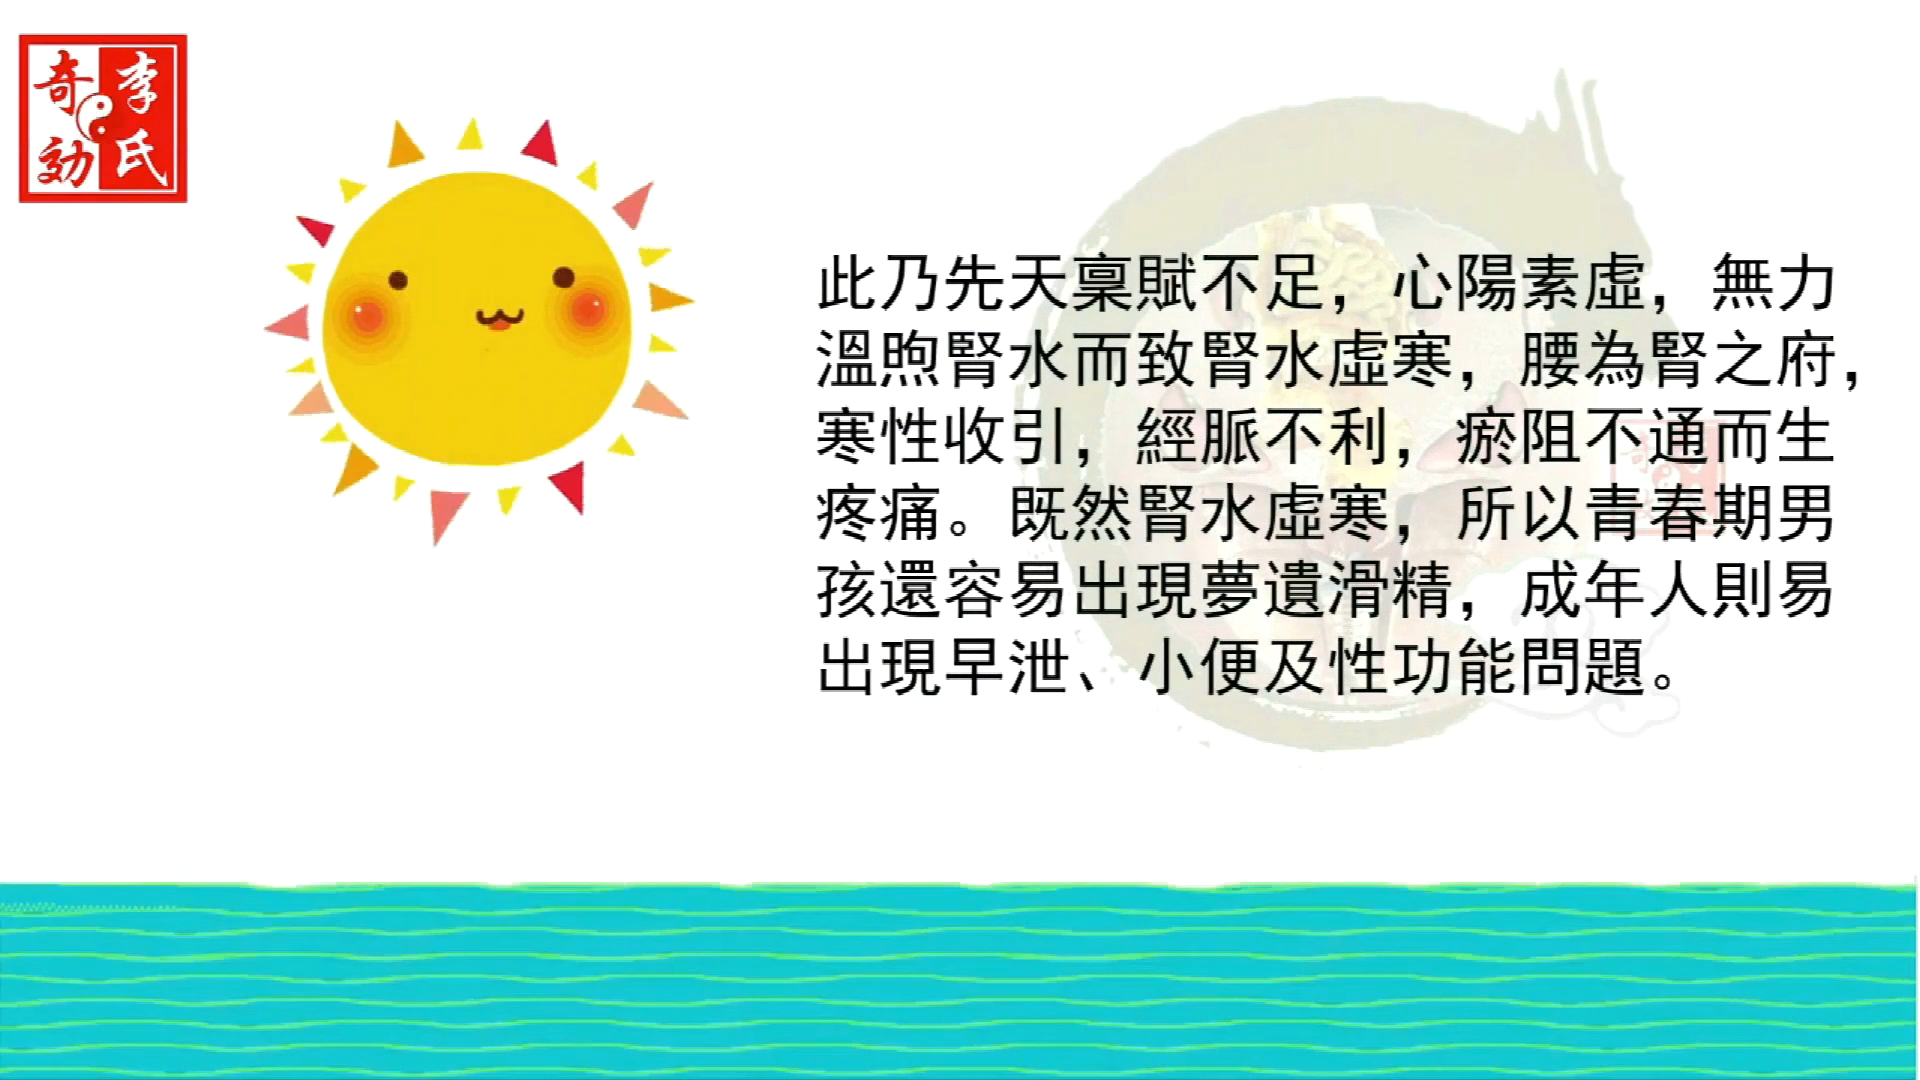 李氏
奇効
此乃先天稟賦不足，心陽素虛，無力
溫煦腎水而致腎水虛寒，腰為腎之府，
寒性收引，經脈不利，瘀阻不通而生
疼痛。既然腎水虛寒，所以青春期男
孩還容易出現夢遺滑精，成年人則易
出現早泄、小便及性功能問題。